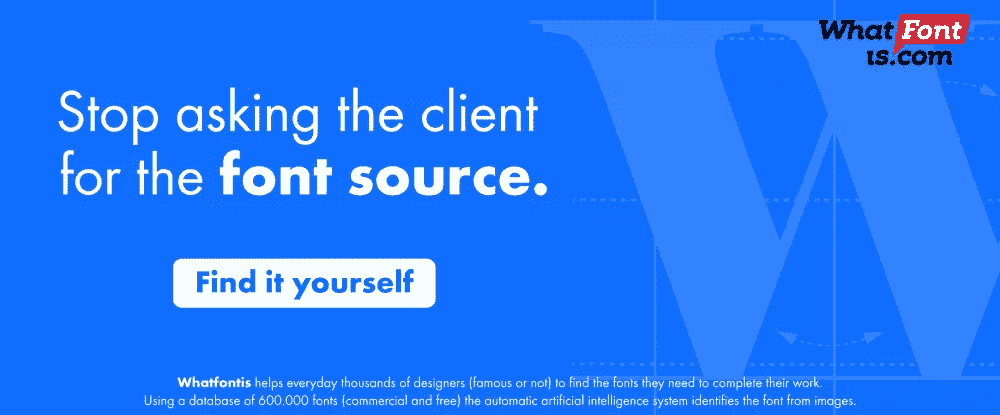 What Font
is.com
Stop asking the client
for the font source.
Find it yourself
Whatfontis helps everyday thousands of designers (famous or not) to find the fonts they need to complete their work.
Using a database of 600.000 fonts (commercial and free) the automatic artificial intelligence system identifies the font from images.